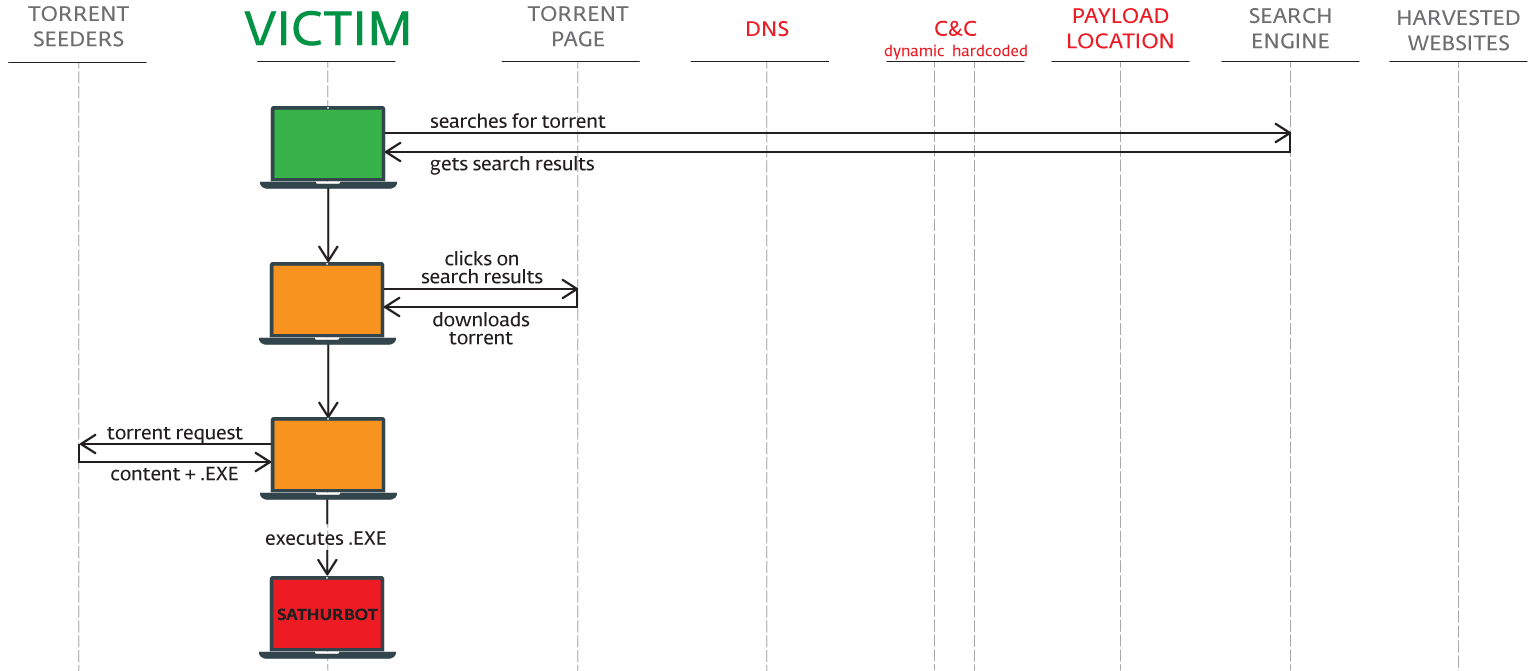 TORRENT
SEEDERS
VICTIM
TORRENT
PAGE
DNS
C&C
dynamic hardcoded
PAYLOAD
LOCATION
SEARCH
ENGINE
HARVESTED
WEBSITES
searches for torrent
gets search results
clicks on
search results
downloads
torrent
torrent request
content + .EXE
executes .EXE
SATHURBOT